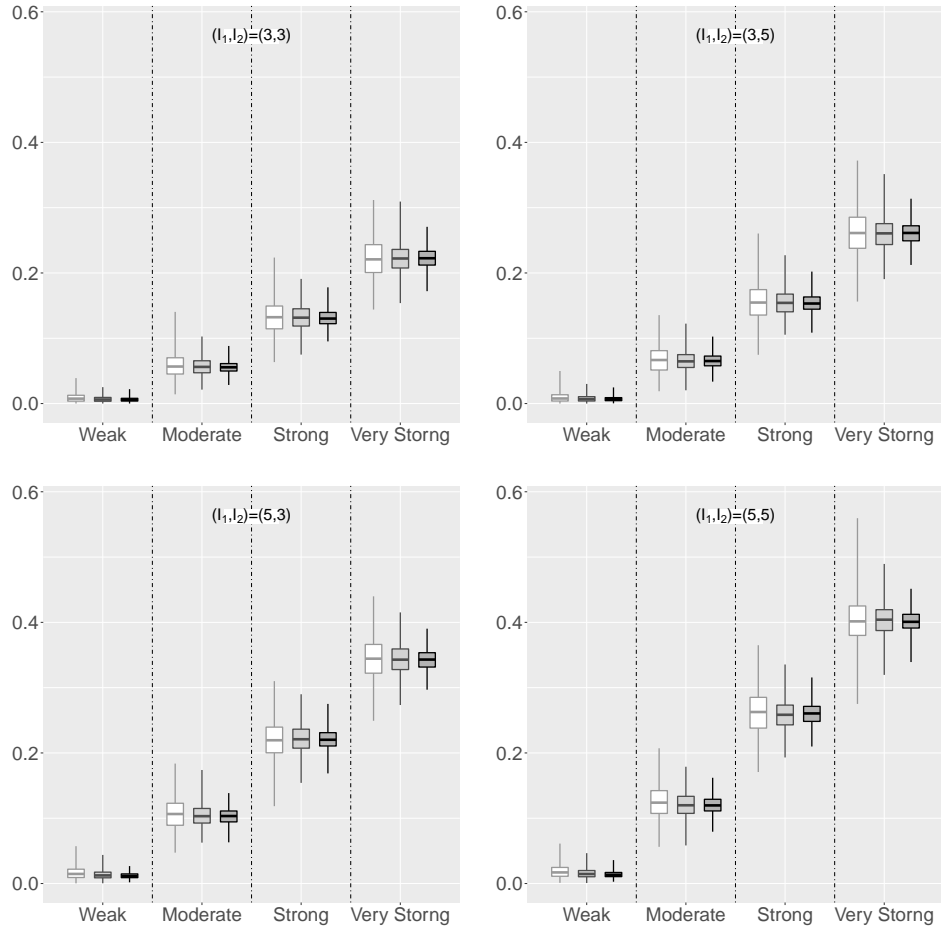 (I₁,I₂)=(3,3)
0.6
0.4
0.2
0.0
Weak Moderate Strong Very Storng
(I₁,I₂)=(3,5)
0.6
0.4
0.2
0.0
Weak Moderate Strong Very Storng
(I₁,I₂)=(5,3)
0.6
0.4
0.2
0.0
Weak Moderate Strong Very Storng
(I₁,I₂)=(5,5)
0.6
0.4
0.2
0.0
Weak Moderate Strong Very Storng